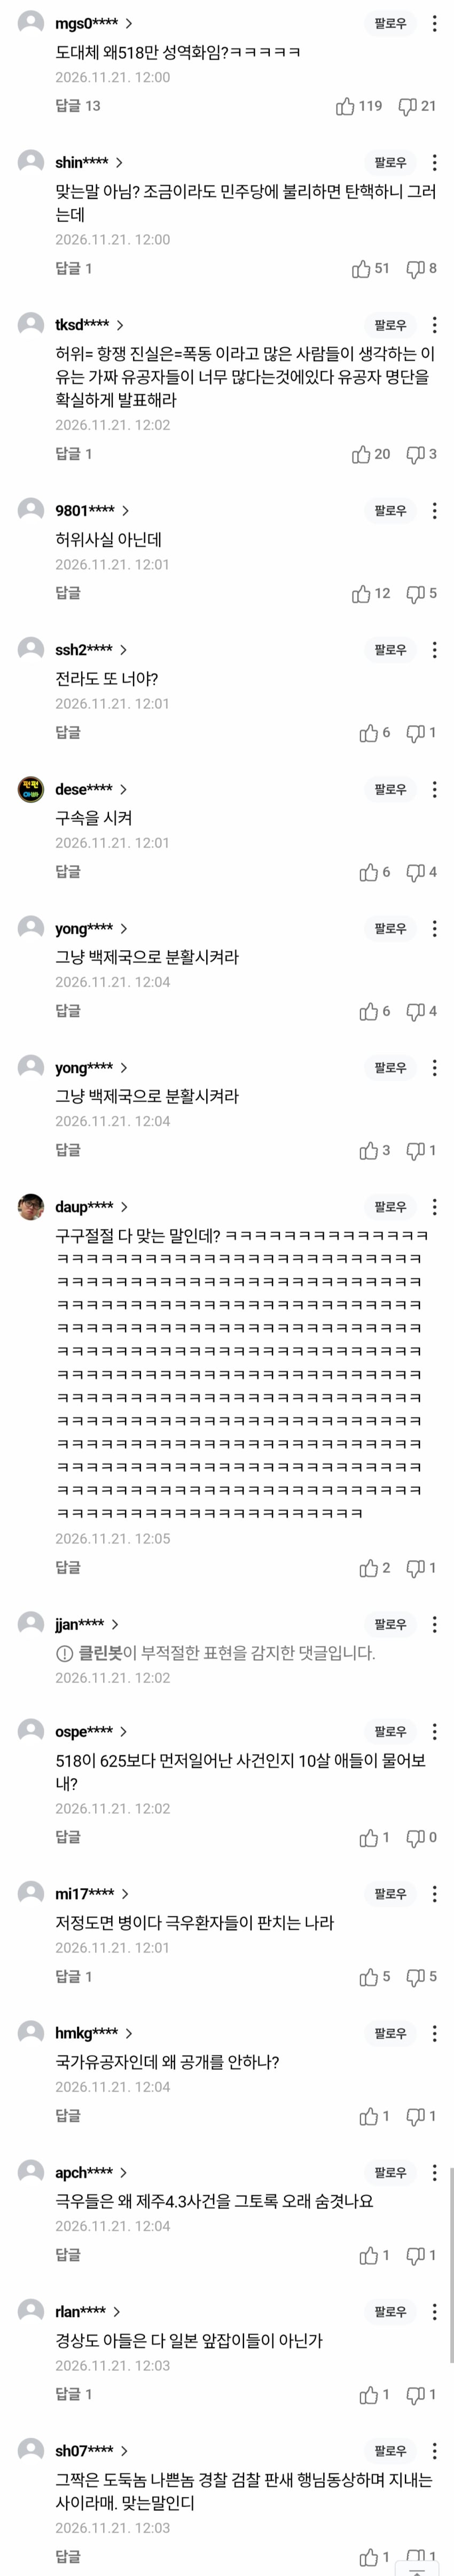 mgs0**** >
팔로우
도대체 왜518만 성역화임?ㅋㅋㅋㅋㅋ
2026.11.21. 12:00
답글 13
119
21
shin**** >
팔로우
맞는말 아님? 조금이라도 민주당에 불리하면 탄핵하니 그러
는데
2026.11.21. 12:00
답글 1
51
8
tksd**** >
팔로우
허위= 항쟁 진실은=폭동 이라고 많은 사람들이 생각하는 이
유는 가짜 유공자들이 너무 많다는것에있다 유공자 명단을
확실하게 발표해라
2026.11.21. 12:02
답글 1
20
3
9801**** >
팔로우
허위사실 아닌데
2026.11.21. 12:01
답글
12
5
ssh2**** >
팔로우
전라도 또 너야?
2026.11.21. 12:01
답글
6
1
dese**** >
팔로우
구속을 시켜
2026.11.21. 12:01
답글
6
4
yong**** >
팔로우
그냥 백제국으로 분활시켜라
2026.11.21. 12:04
답글
6
4
yong**** >
팔로우
그냥 백제국으로 분활시켜라
2026.11.21. 12:04
답글
3
1
daup**** >
팔로우
구구절절 다 맞는 말인데? ㅋㅋㅋㅋㅋㅋㅋㅋㅋㅋㅋㅋㅋㅋ
ㅋㅋㅋㅋㅋㅋㅋㅋㅋㅋㅋㅋㅋㅋㅋㅋㅋㅋㅋㅋㅋㅋㅋㅋㅋ
ㅋㅋㅋㅋㅋㅋㅋㅋㅋㅋㅋㅋㅋㅋㅋㅋㅋㅋㅋㅋㅋㅋㅋㅋㅋ
ㅋㅋㅋㅋㅋㅋㅋㅋㅋㅋㅋㅋㅋㅋㅋㅋㅋㅋㅋㅋㅋㅋㅋㅋㅋ
ㅋㅋㅋㅋㅋㅋㅋㅋㅋㅋㅋㅋㅋㅋㅋㅋㅋㅋㅋㅋㅋㅋㅋㅋㅋ
ㅋㅋㅋㅋㅋㅋㅋㅋㅋㅋㅋㅋㅋㅋㅋㅋㅋㅋㅋㅋㅋㅋㅋㅋㅋ
ㅋㅋㅋㅋㅋㅋㅋㅋㅋㅋㅋㅋㅋㅋㅋㅋㅋㅋㅋㅋㅋㅋㅋㅋㅋ
ㅋㅋㅋㅋㅋㅋㅋㅋㅋㅋㅋㅋㅋㅋㅋㅋㅋㅋㅋㅋㅋㅋㅋㅋㅋ
ㅋㅋㅋㅋㅋㅋㅋㅋㅋㅋㅋㅋㅋㅋㅋㅋㅋㅋㅋㅋㅋㅋㅋㅋㅋ
ㅋㅋㅋㅋㅋㅋㅋㅋㅋㅋㅋㅋㅋㅋㅋㅋㅋㅋㅋㅋㅋㅋㅋㅋㅋ
ㅋㅋㅋㅋㅋㅋㅋㅋㅋㅋㅋㅋㅋㅋㅋㅋㅋㅋㅋㅋㅋㅋㅋㅋㅋ
ㅋㅋㅋㅋㅋㅋㅋㅋㅋㅋㅋㅋㅋㅋㅋㅋㅋㅋㅋㅋㅋㅋㅋㅋㅋ
ㅋㅋㅋㅋㅋㅋㅋㅋㅋㅋㅋㅋㅋㅋㅋㅋㅋㅋㅋㅋㅋ
2026.11.21. 12:05
답글
2
1
jjan**** >
팔로우
클린봇이 부적절한 표현을 감지한 댓글입니다.
2026.11.21. 12:02
ospe**** >
팔로우
518이 625보다 먼저일어난 사건인지 10살 애들이 물어보
내?
2026.11.21. 12:02
답글
1
0
mi17**** >
팔로우
저정도면 병이다 극우환자들이 판치는 나라
2026.11.21. 12:01
답글 1
5
5
hmkg**** >
팔로우
국가유공자인데 왜 공개를 안하나?
2026.11.21. 12:04
답글
1
1
apch**** >
팔로우
극우들은 왜 제주4.3사건을 그토록 오래 숨겻나요
2026.11.21. 12:04
답글
1
1
rlan**** >
팔로우
경상도 아들은 다 일본 앞잡이들이 아닌가
2026.11.21. 12:03
답글 1
1
1
sh07**** >
팔로우
그짝은 도둑놈 나쁜놈 경찰 검찰 판새 행님동상하며 지내는
사이라매. 맞는말인디
2026.11.21. 12:03
답글
1
1